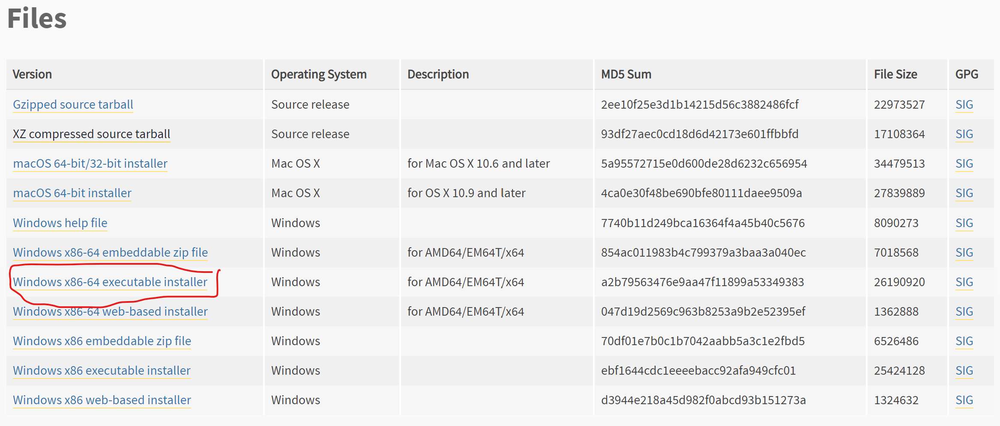 Files
Version Operating System Description MD5 Sum File Size GPG
Gzipped source tarball Source release 2ee10f25e3d1b14215d56c3882486fcf 22973527 SIG
XZ compressed source tarball Source release 93df27aec0cd18d6d42173e601ffbbfd 17108364 SIG
macOS 64-bit/32-bit installer Mac OS X for Mac OS X 10.6 and later 5a95572715e0d600de28d6232c656954 34479513 SIG
macOS 64-bit installer Mac OS X for OS X 10.9 and later 4ca0e30f48be690bfe80111daee9509a 27839889 SIG
Windows help file Windows 7740b11d249bca16364f4a45b40c5676 8090273 SIG
Windows x86-64 embeddable zip file Windows for AMD64/EM64T/x64 854ac011983b4c799379a3baa3a040ec 7018568 SIG
Windows x86-64 executable installer Windows for AMD64/EM64T/x64 a2b79563476e9aa47f11899a53349383 26190920 SIG
Windows x86-64 web-based installer Windows for AMD64/EM64T/x64 047d19d2569c963b8253a9b2e52395ef 1362888 SIG
Windows x86 embeddable zip file Windows 70df01e7b0c1b7042aabb5a3c1e2fbd5 6526486 SIG
Windows x86 executable installer Windows ebf1644cdc1eeeebacc92afa949cfc01 25424128 SIG
Windows x86 web-based installer Windows d3944e218a45d982f0abcd93b151273a 1324632 SIG